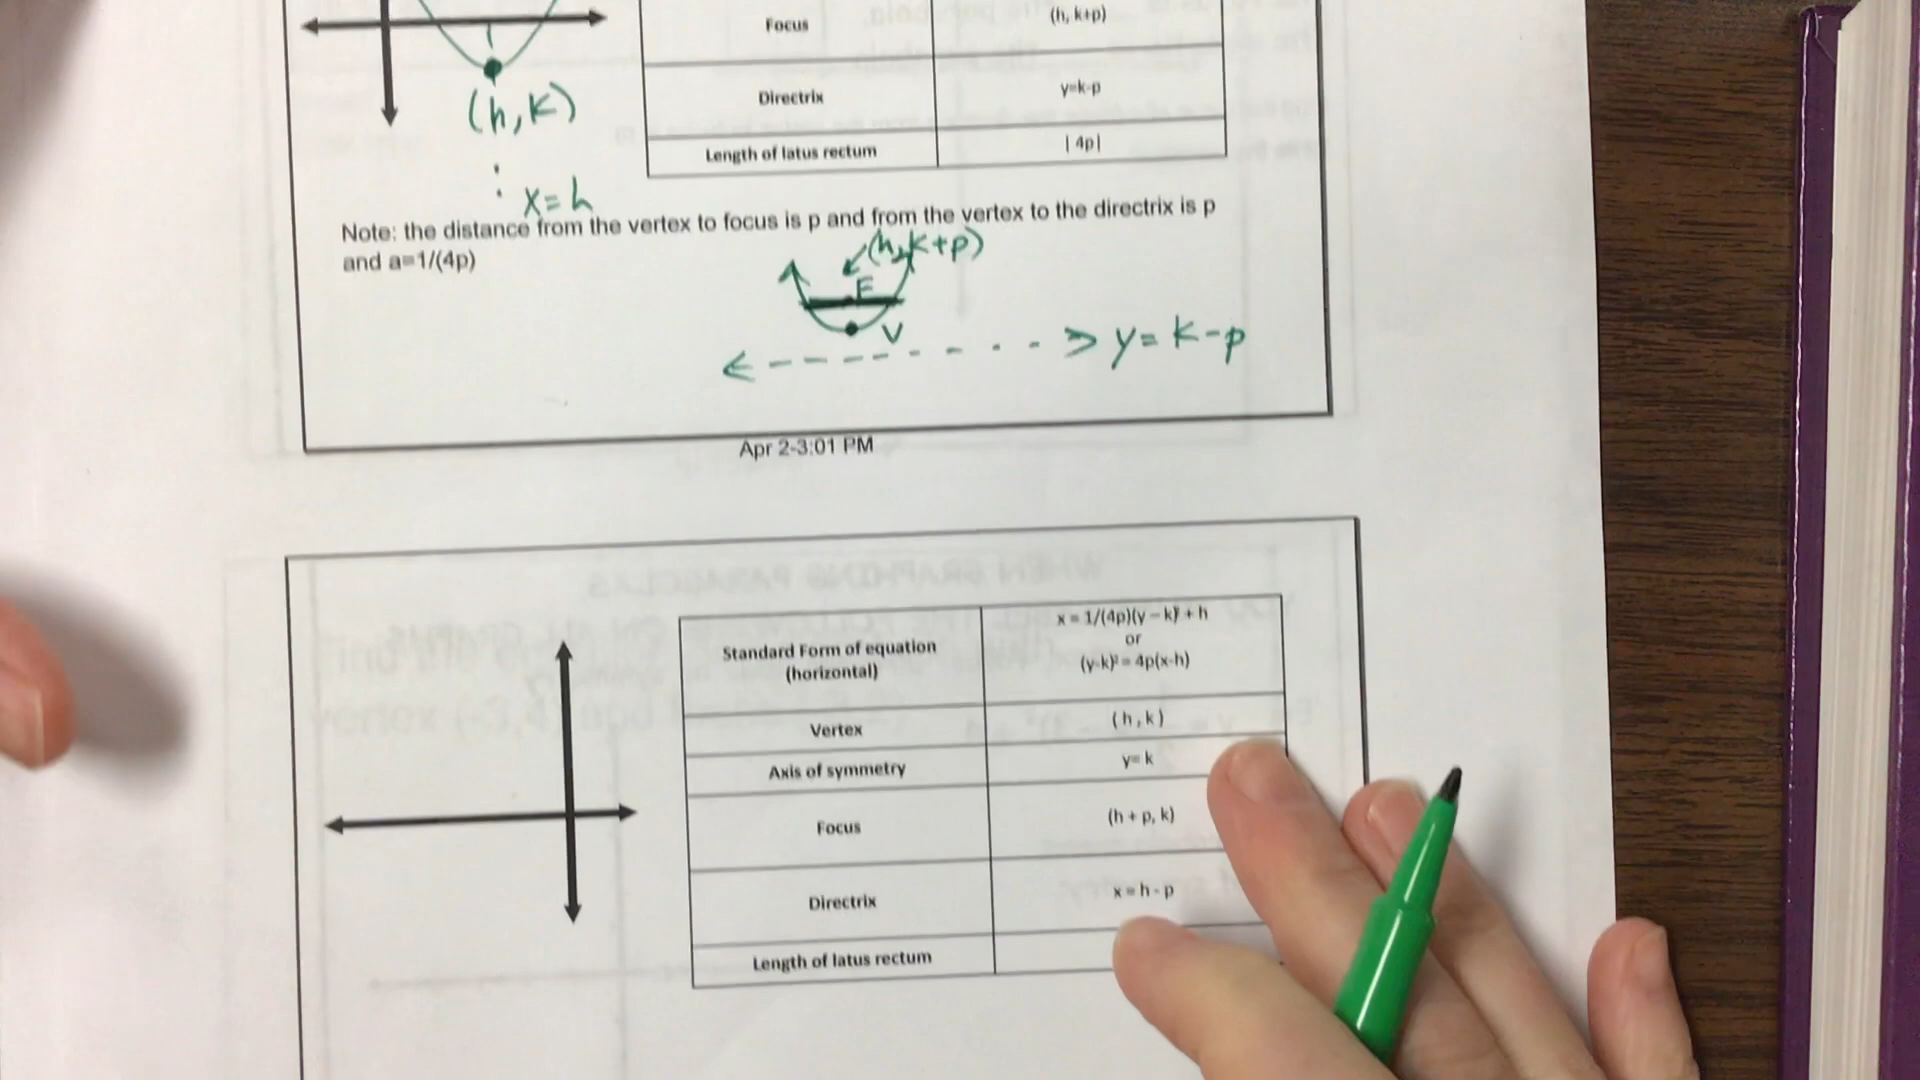 Focus
(h, k+p)
Directrix
y=k-p
Length of latus rectum
|4p|
(h,k)
x=h
Note: the distance from the vertex to focus is p and from the vertex to the directrix is p
and a=1/(4p)
(h,k+p)
F
V
y=k-p
Apr 2-3:01 PM
Standard Form of equation
(horizontal)
x = 1/(4p)(y – k)² + h
or
(y-k)² = 4p(x-h)
Vertex
(h,k)
Axis of symmetry
y= k
Focus
(h + p, k)
Directrix
x = h - p
Length of latus rectum